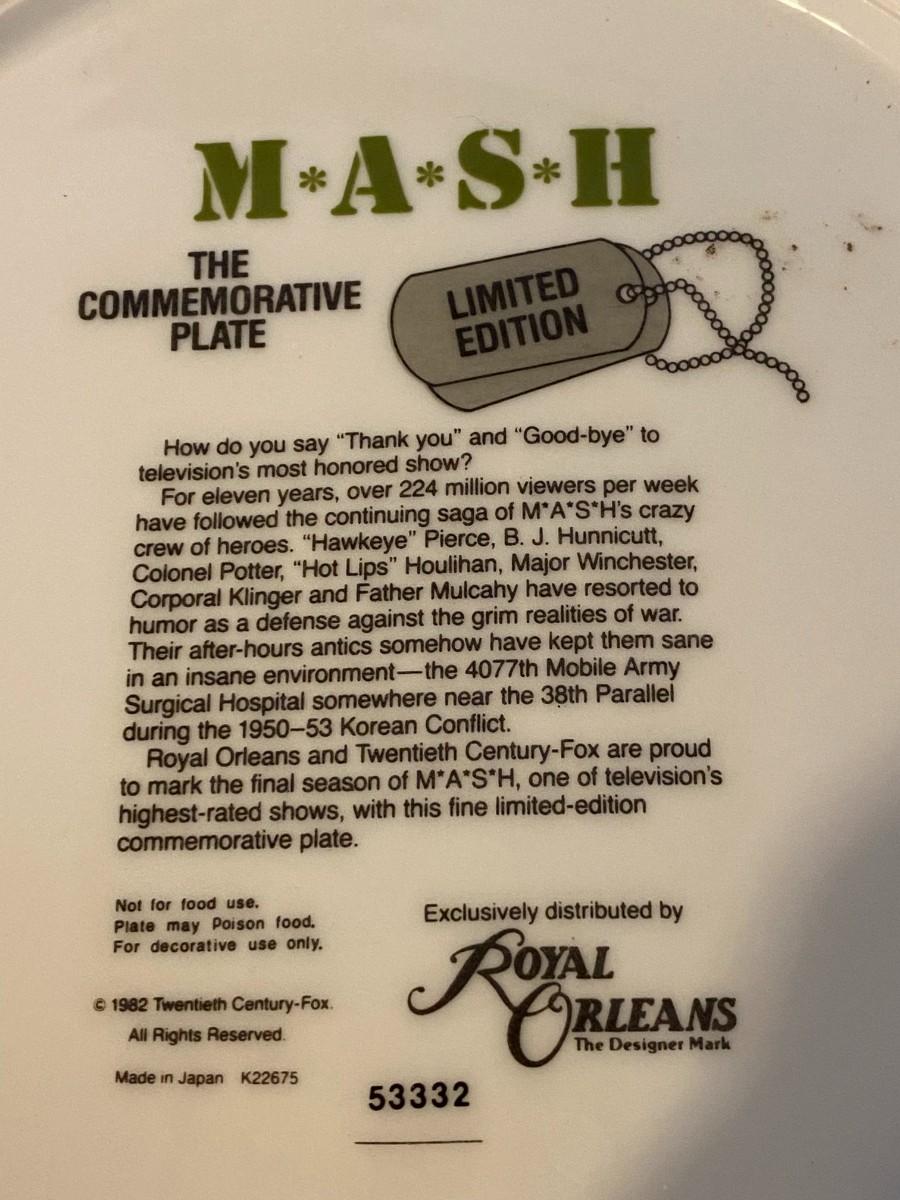 M*A*S*H
THE
COMMEMORATIVE
PLATE
LIMITED
EDITION
How do you say “Thank you” and “Good-bye” to
television’s most honored show?
For eleven years, over 224 million viewers per week
have followed the continuing saga of M*A*S*H’s crazy
crew of heroes. “Hawkeye” Pierce, B. J. Hunnicutt,
Colonel Potter, “Hot Lips” Houlihan, Major Winchester,
Corporal Klinger and Father Mulcahy have resorted to
humor as a defense against the grim realities of war.
Their after-hours antics somehow have kept them sane
in an insane environment—the 4077th Mobile Army
Surgical Hospital somewhere near the 38th Parallel
during the 1950–53 Korean Conflict.
Royal Orleans and Twentieth Century-Fox are proud
to mark the final season of M*A*S*H, one of television’s
highest-rated shows, with this fine limited-edition
commemorative plate.
Not for food use.
Plate may Poison food.
For decorative use only.
© 1982 Twentieth Century-Fox.
All Rights Reserved.
Made in Japan K22675
Exclusively distributed by
ROYAL
ORLEANS
The Designer Mark
53332